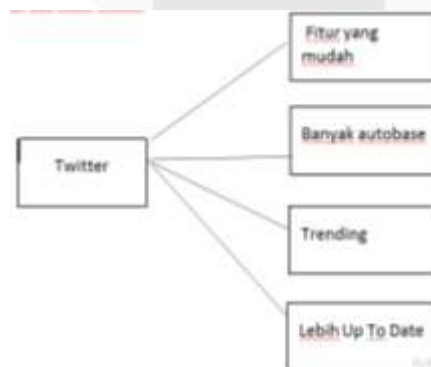 Fitur yang
mudah
Banyak autobase
Twitter
Trending
Lebih Up To Date